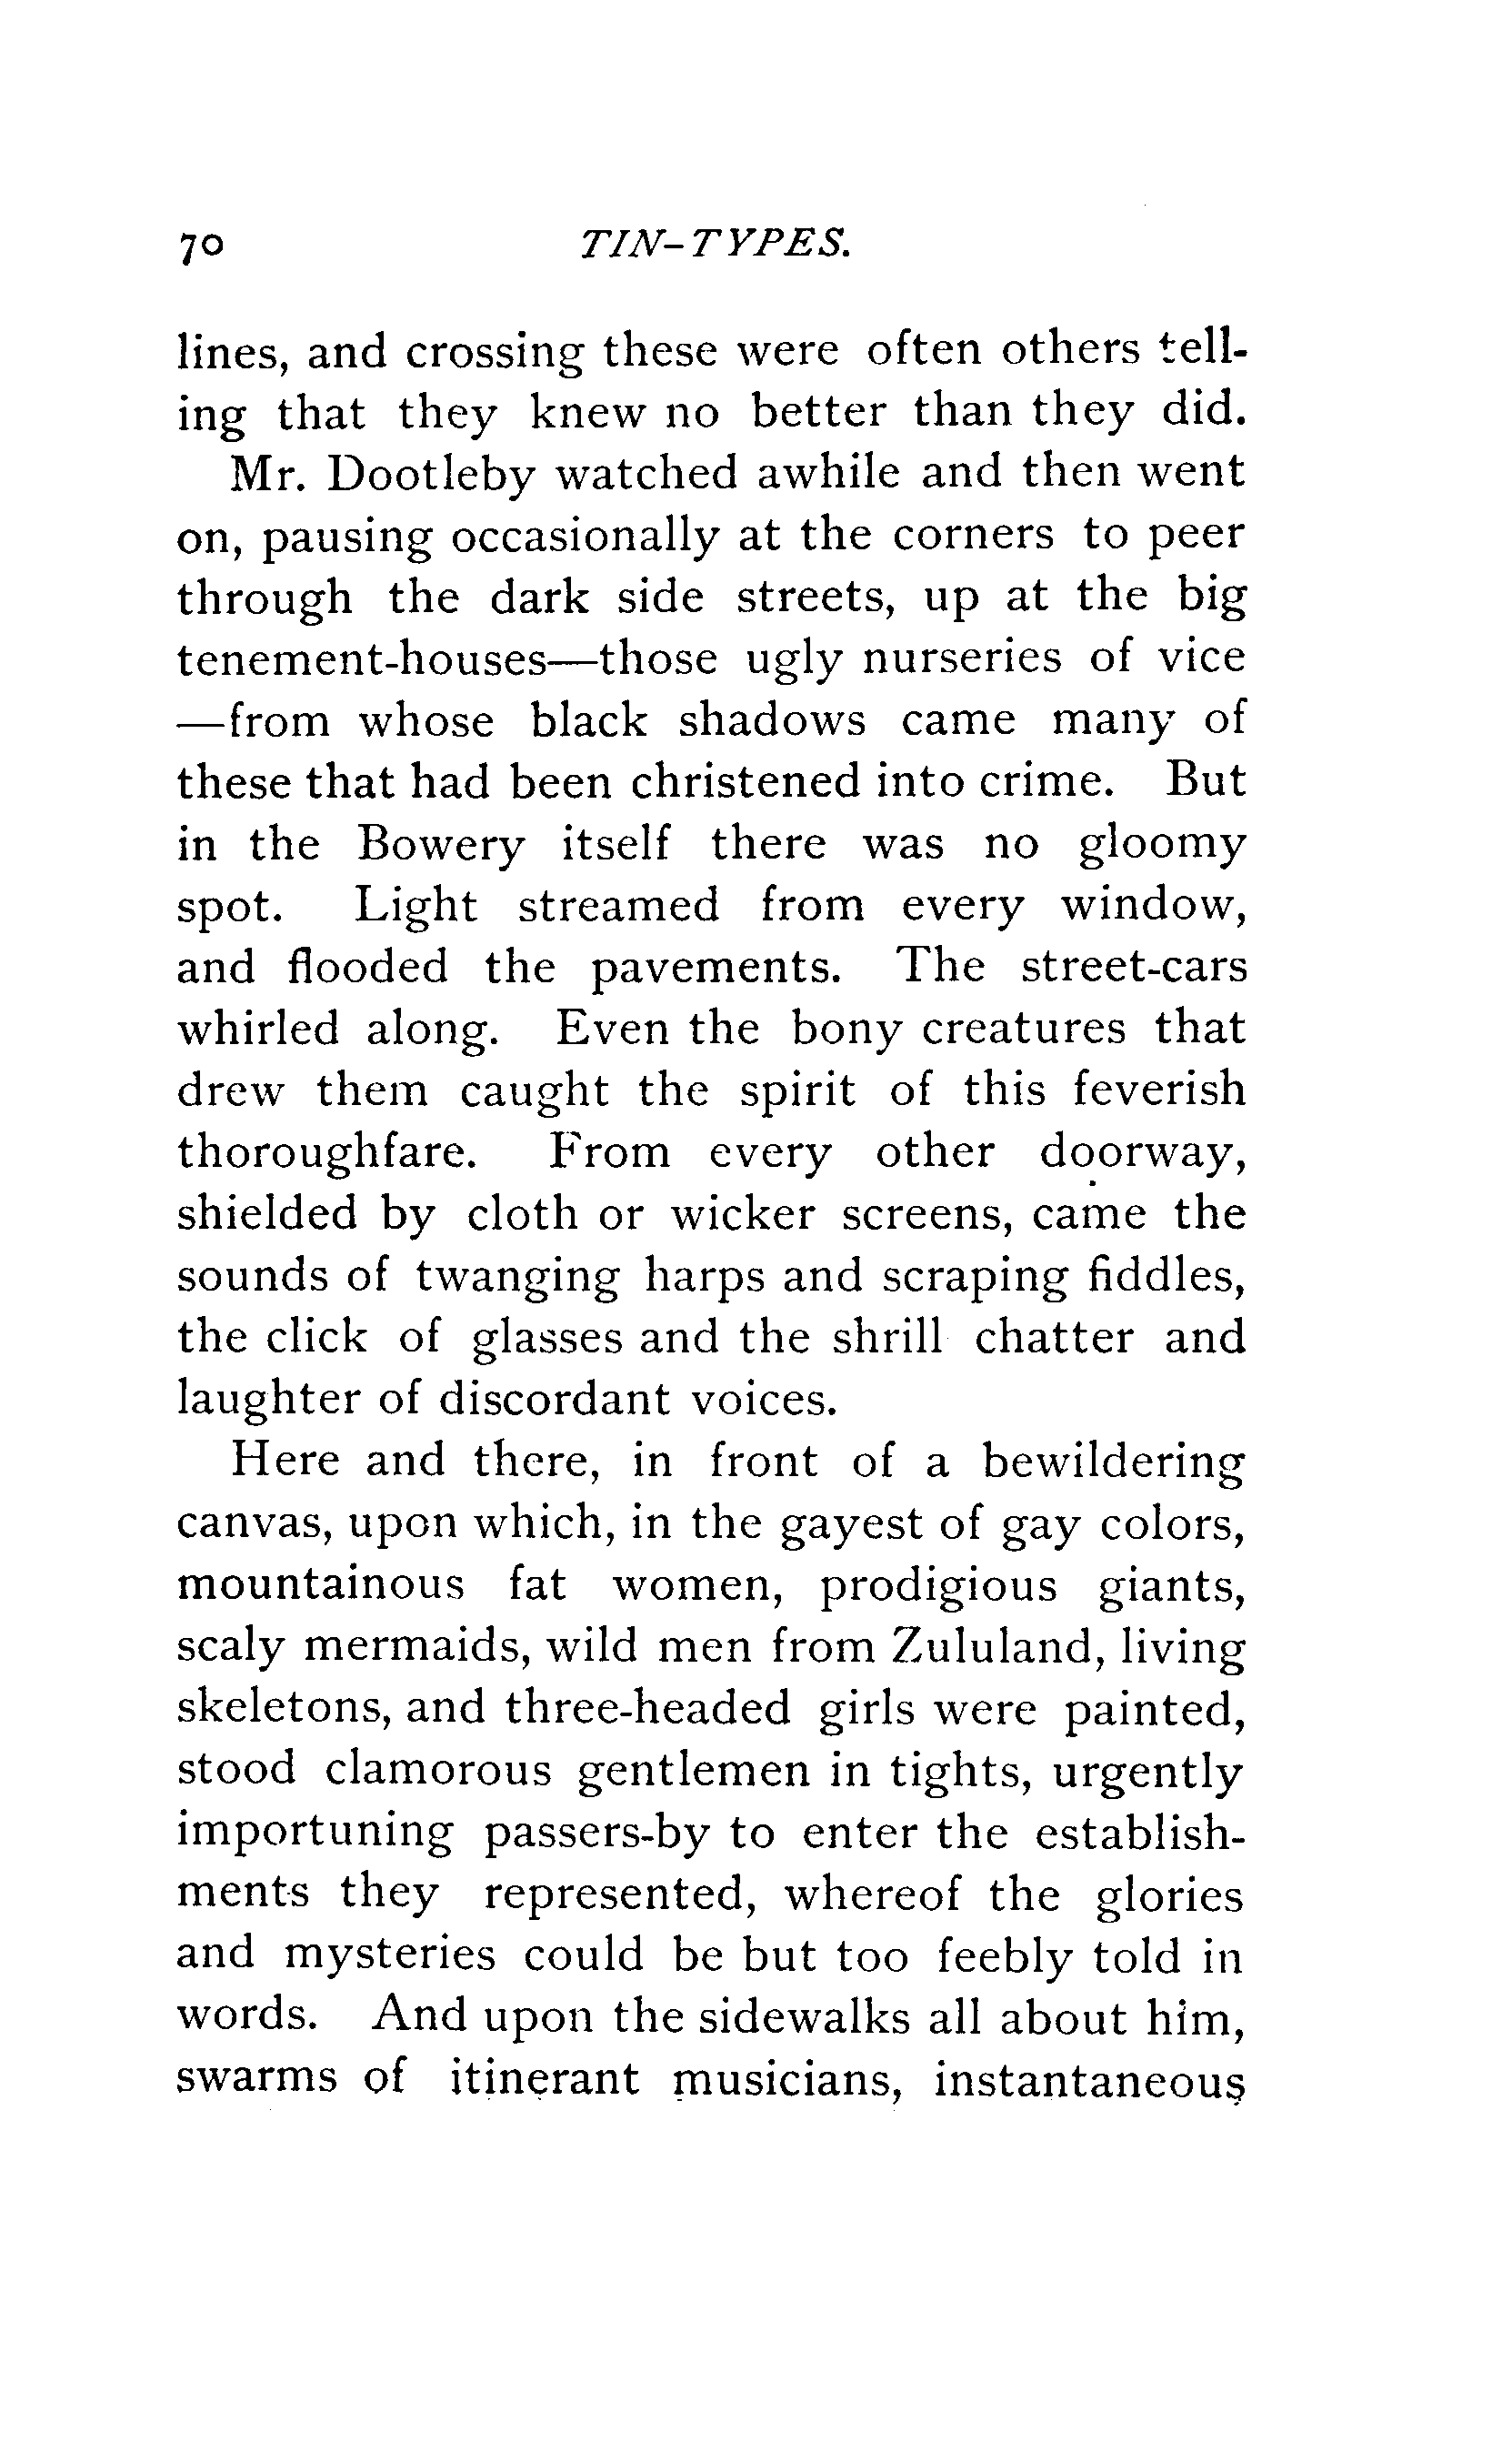 70 TIN-TYPES.
lines, and crossing these were often others tell-
ing that they knew no better than they did.
Mr. Dootleby watched awhile and then went
on, pausing occasionally at the corners to peer
through the dark side streets, up at the big
tenement-houses—those ugly nurseries of vice
—from whose black shadows came many of
these that had been christened into crime. But
in the Bowery itself there was no gloomy
spot. Light streamed from every window,
and flooded the pavements. The street-cars
whirled along. Even the bony creatures that
drew them caught the spirit of this feverish
thoroughfare. From every other doorway,
shielded by cloth or wicker screens, came the
sounds of twanging harps and scraping fiddles,
the click of glasses and the shrill chatter and
laughter of discordant voices.
Here and there, in front of a bewildering
canvas, upon which, in the gayest of gay colors,
mountainous fat women, prodigious giants,
scaly mermaids, wild men from Zululand, living
skeletons, and three-headed girls were painted,
stood clamorous gentlemen in tights, urgently
importuning passers-by to enter the establish-
ments they represented, whereof the glories
and mysteries could be but too feebly told in
words. And upon the sidewalks all about him,
swarms of itinerant musicians, instantaneous